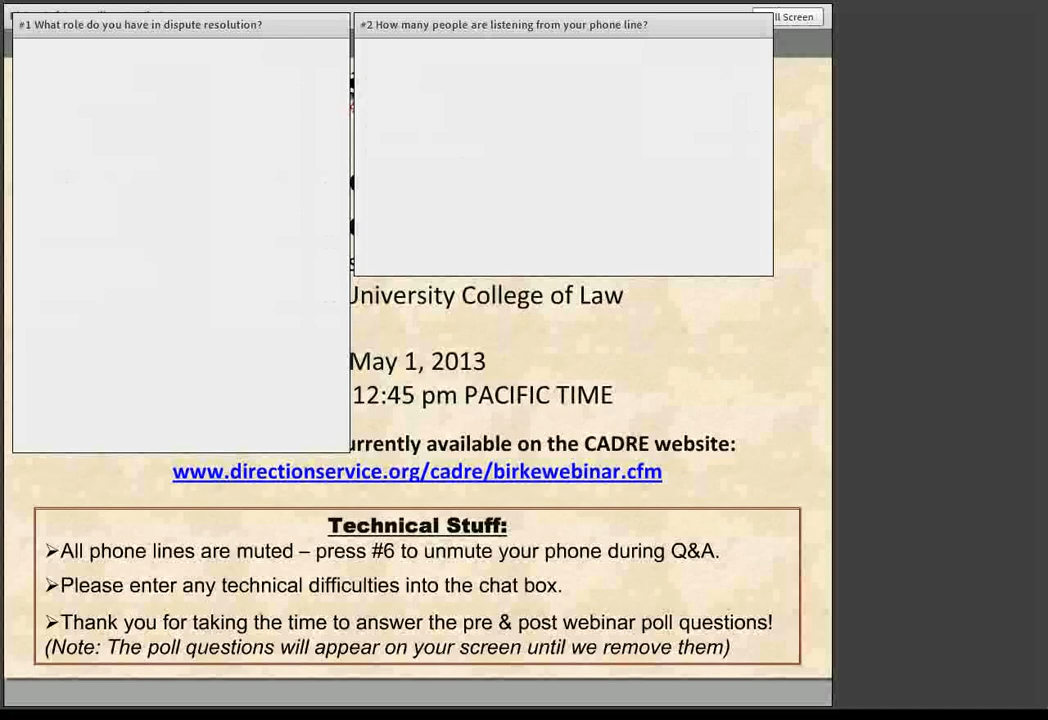 #1 What role do you have in dispute resolution?
#2 How many people are listening from your phone line?
ll Screen
University College of Law
May 1, 2013
12:45 pm PACIFIC TIME
urrently available on the CADRE website:
www.directionservice.org/cadre/birkewebinar.cfm
Technical Stuff:
➢All phone lines are muted – press #6 to unmute your phone during Q&A.
➢Please enter any technical difficulties into the chat box.
➢Thank you for taking the time to answer the pre & post webinar poll questions!
(Note: The poll questions will appear on your screen until we remove them)